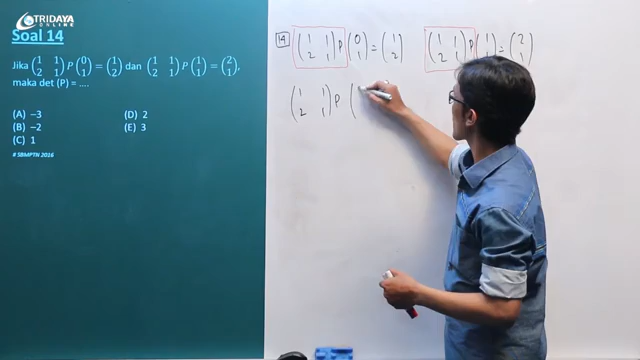 TRIDAYA
ONLINE
Soal 14
Jika (1 1 / 2 1) P (0 / 1) = (1 / 2) dan (1 1 / 2 1) P (1 / 1) = (2 / 1),
maka det (P) = ....
(A) −3 (D) 2
(B) −2 (E) 3
(C) 1
# SBMPTN 2016
14 (1 1 / 2 1) P (0 / 1) = (1 / 2) (1 1 / 2 1) P (1 / 1) = (2 / 1)
(1 1 / 2 1) P (